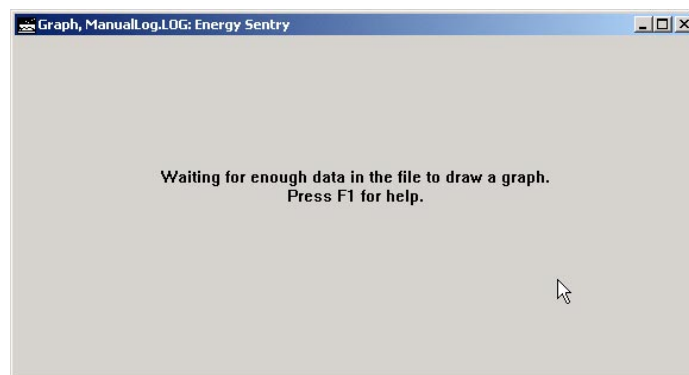 Graph, ManualLog.LOG: Energy Sentry
Waiting for enough data in the file to draw a graph.
Press F1 for help.